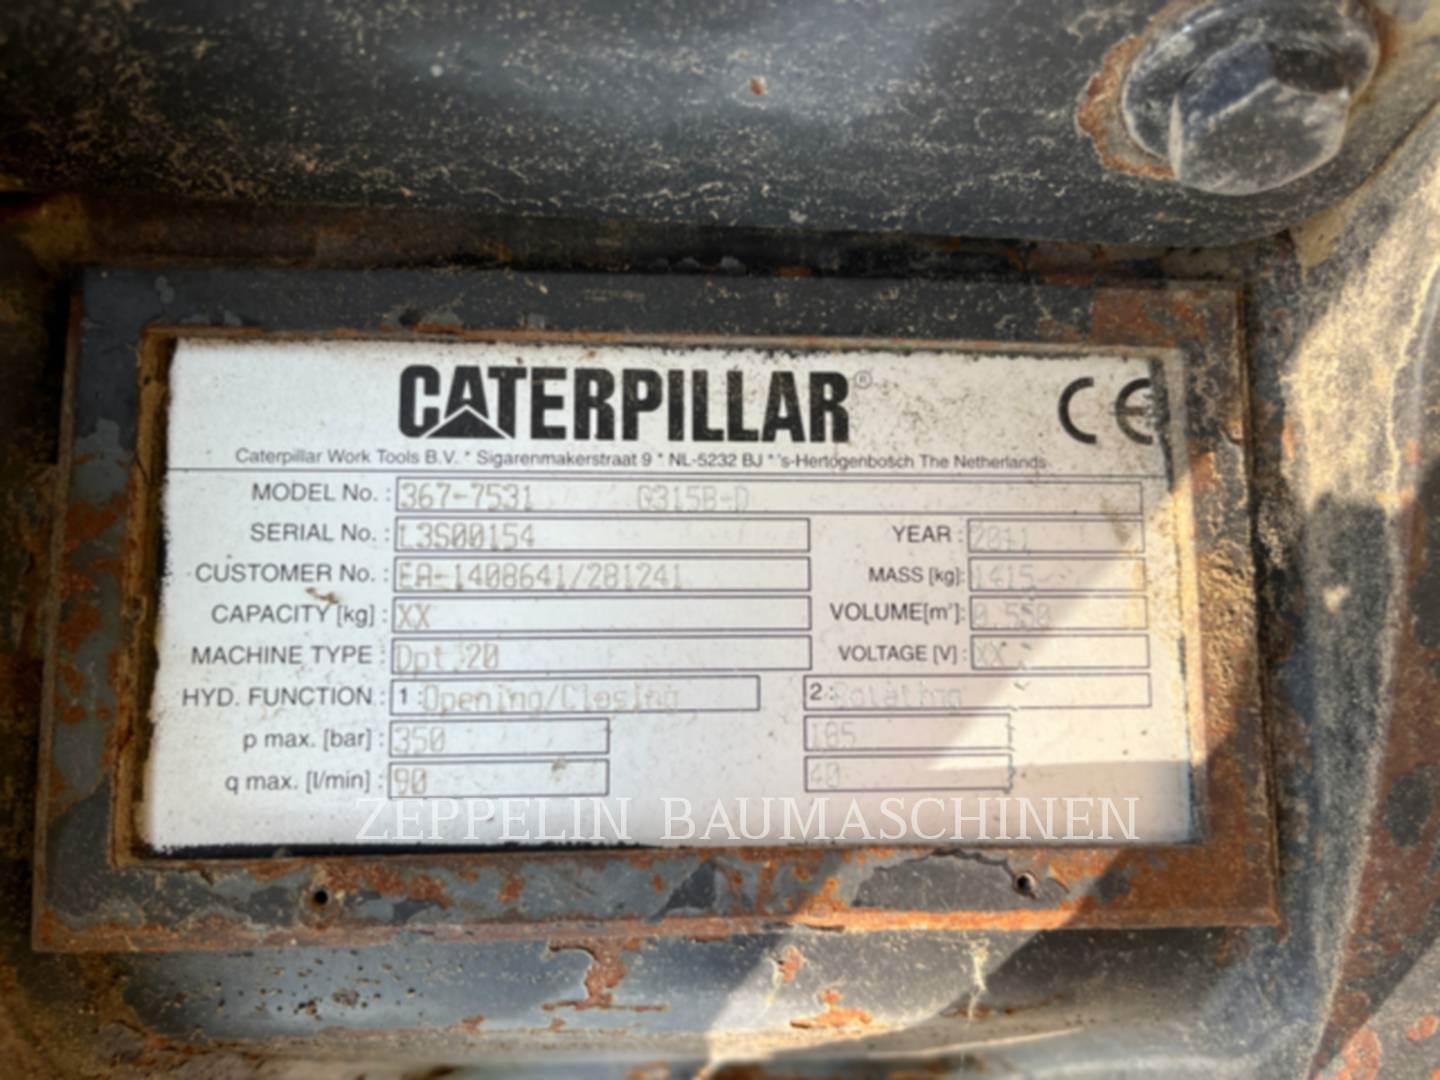 CATERPILLAR® CE
Caterpillar Work Tools B.V. * Sigarenmakerstraat 9 * NL-5232 BJ * 's-Hertogenbosch The Netherlands
MODEL No. : 367-7531 G315B-D
SERIAL No. : L3S00154 YEAR : 2011
CUSTOMER No. : EA-1408641/281241 MASS [kg]: 1415
CAPACITY [kg] : XX VOLUME[m³]: 0.550
MACHINE TYPE : Dpt 20 VOLTAGE [V] : XX
HYD. FUNCTION : 1 : Opening/Closing 2 : Rotating
p max. [bar] : 350 185
q max. [l/min] : 90 40
ZEPPELIN BAUMASCHINEN